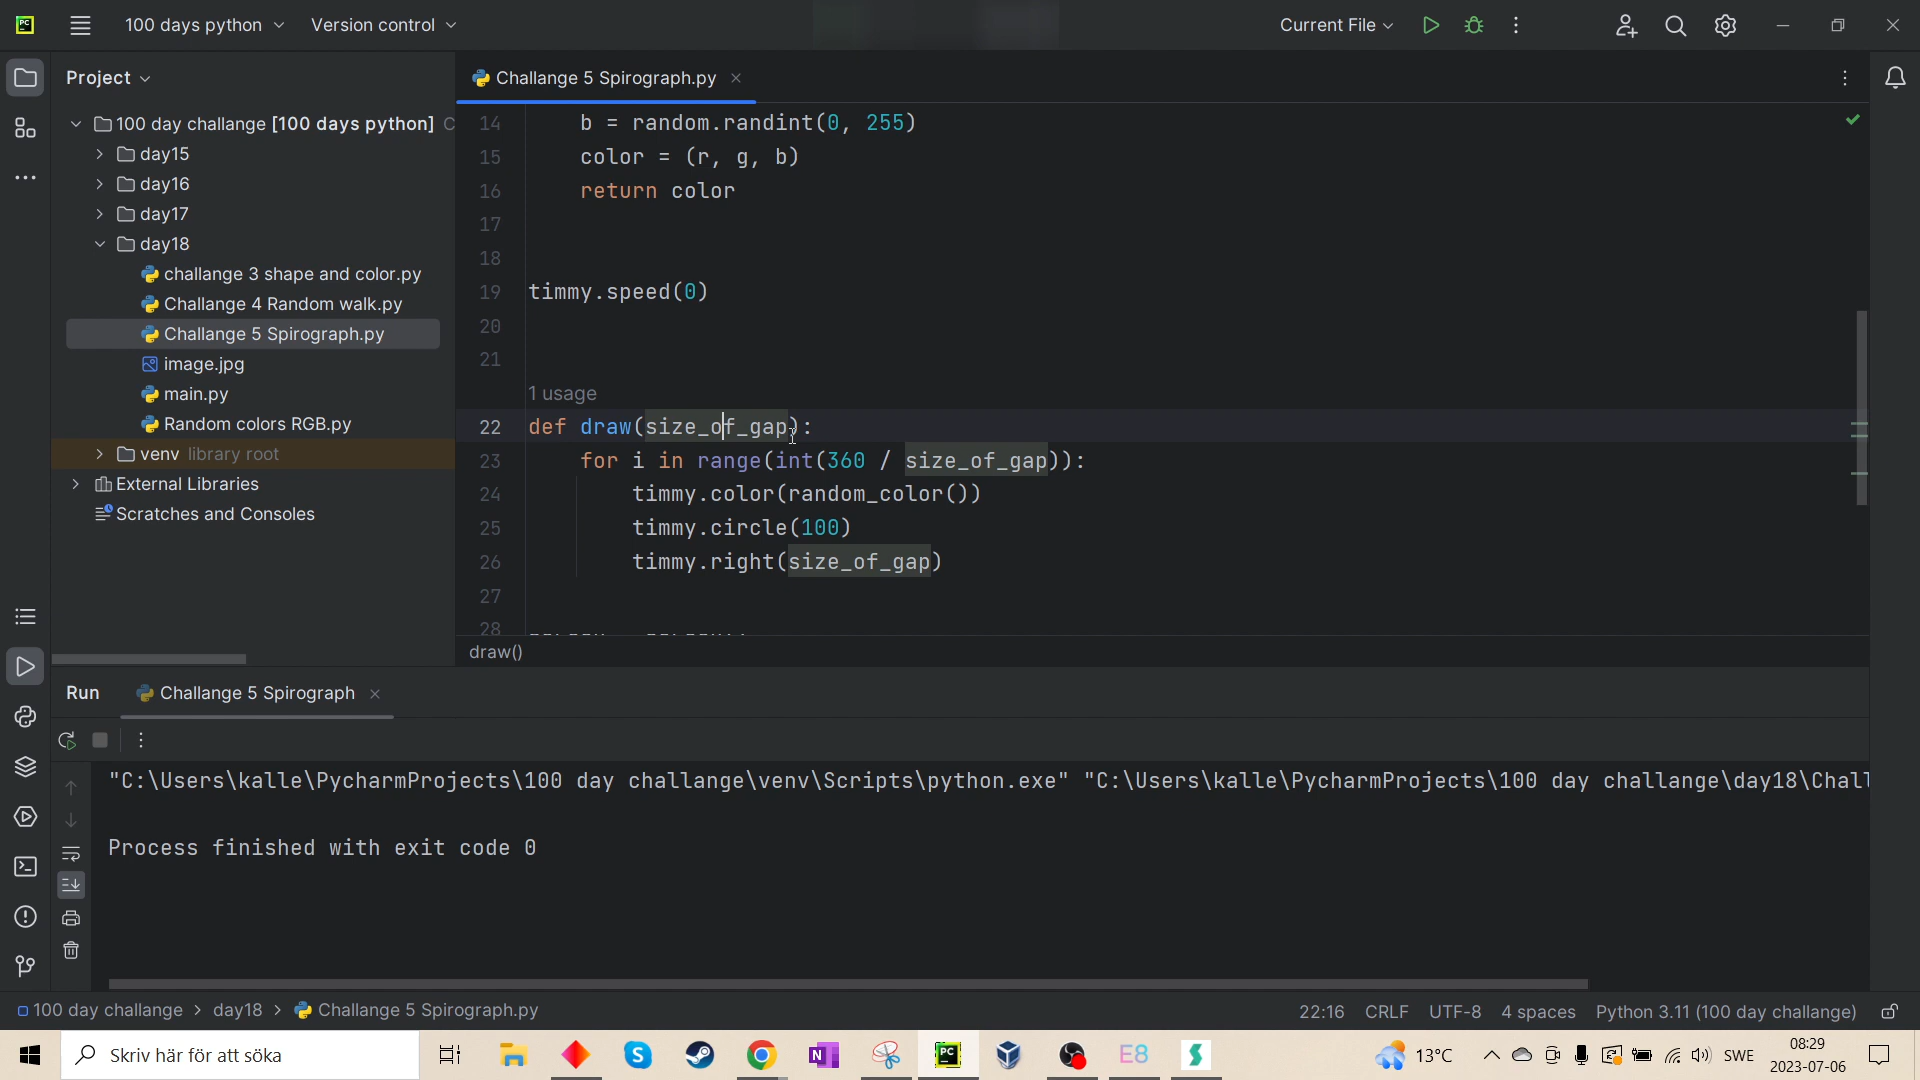 PC
100 days python
Version control
Current File
Project
Challange 5 Spirograph.py
100 day challange [100 days python] C
day15
day16
day17
day18
challange 3 shape and color.py
Challange 4 Random walk.py
Challange 5 Spirograph.py
image.jpg
main.py
Random colors RGB.py
venv library root
External Libraries
Scratches and Consoles
14 b = random.randint(0, 255)
15 color = (r, g, b)
16 return color
17
18
19 timmy.speed(0)
20
21
1 usage
22 def draw(size_of_gap):
23 for i in range(int(360 / size_of_gap)):
24 timmy.color(random_color())
25 timmy.circle(100)
26 timmy.right(size_of_gap)
27
28
draw()
Run
Challange 5 Spirograph
"C:\Users\kalle\PycharmProjects\100 day challange\venv\Scripts\python.exe" "C:\Users\kalle\PycharmProjects\100 day challange\day18\Chall
Process finished with exit code 0
100 day challange > day18 > Challange 5 Spirograph.py
22:16 CRLF UTF-8 4 spaces Python 3.11 (100 day challange)
Skriv här för att söka
PC
E8
13°C
SWE
08:29
2023-07-06